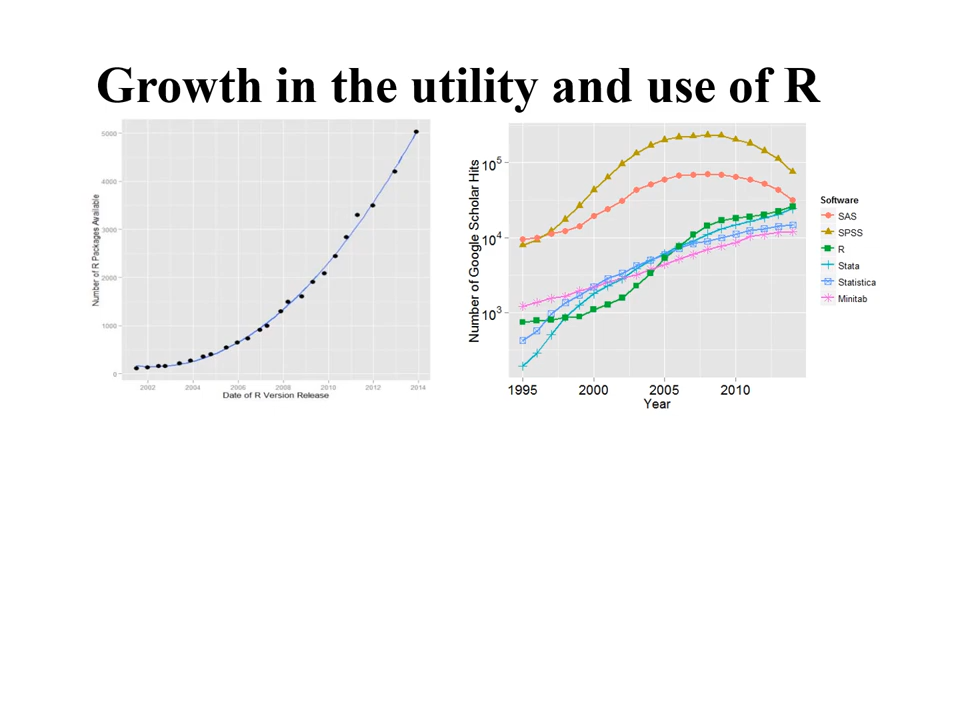 Growth in the utility and use of R
Number of R Packages Available
5000
4000
3000
2000
1000
0
2002 2004 2006 2008 2010 2012 2014
Date of R Version Release
Number of Google Scholar Hits
10^5
10^4
10^3
1995 2000 2005 2010
Year
Software
SAS
SPSS
R
Stata
Statistica
Minitab